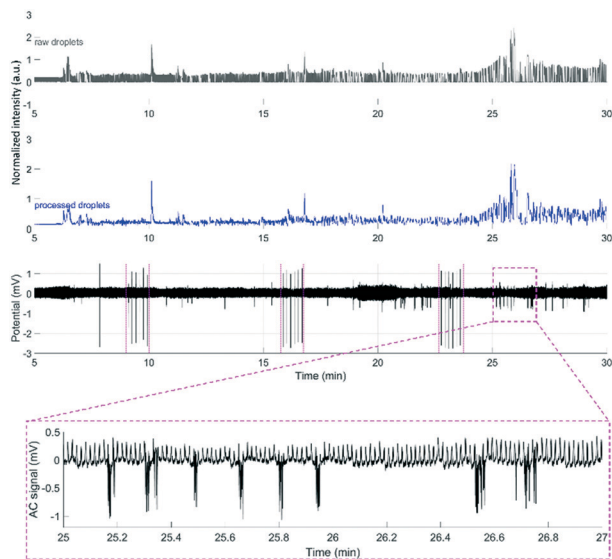 Normalized intensity (a.u.)
3
raw droplets
2
1
0
-1
5 10 15 20 25 30
3
2
1
processed droplets
0
5 10 15 20 25 30
Potential (mV)
1
0
-1
-2
-3
5 10 15 20 25 30
Time (min)
AC signal (mV)
0.5
0
0.5
-1
25 25.2 25.4 25.6 25.8 26 26.2 26.4 26.6 26.8 27
Time (min)